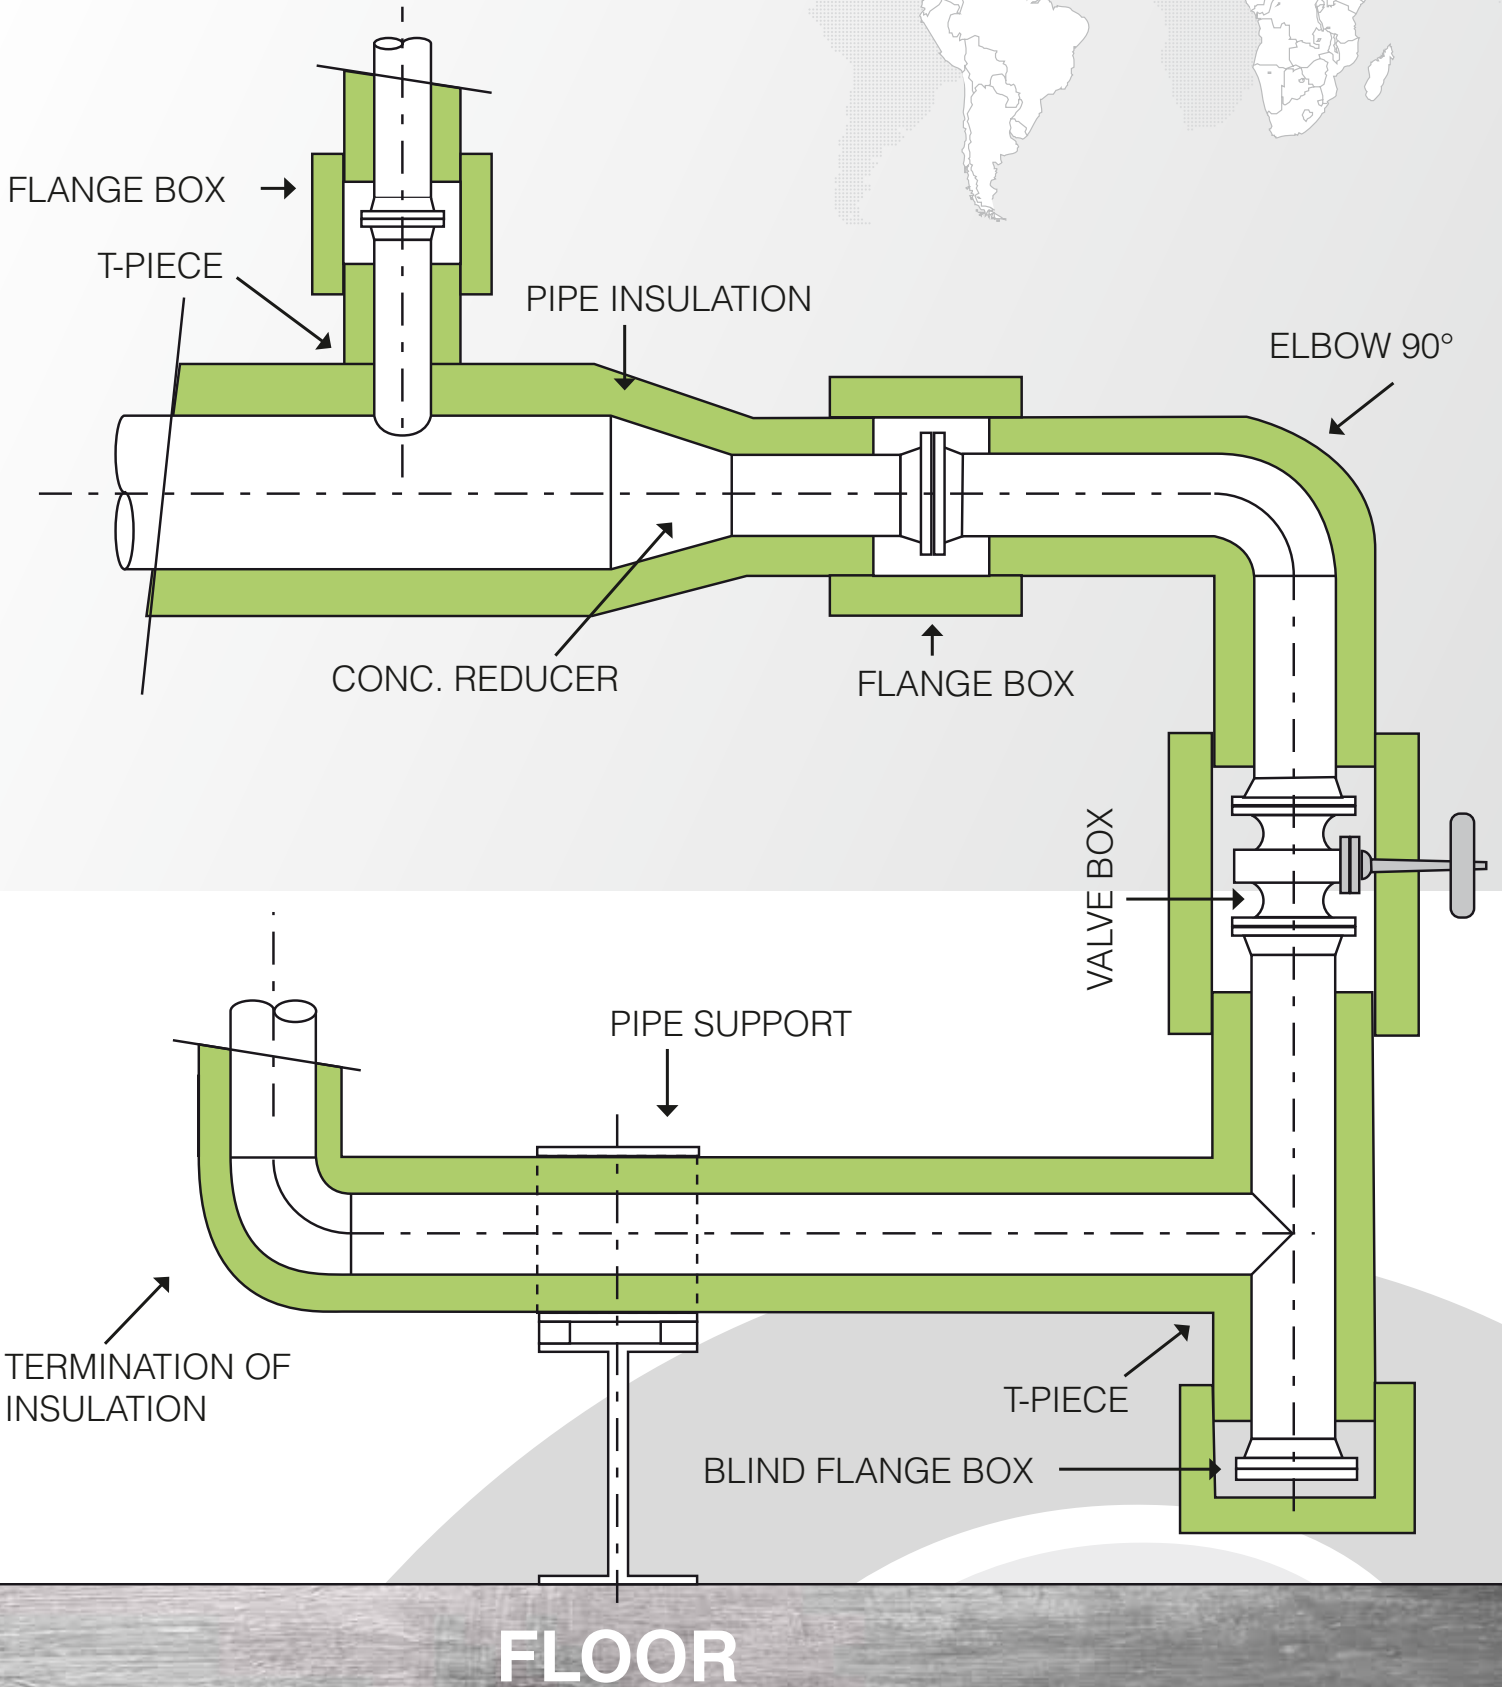 FLANGE BOX
T-PIECE
PIPE INSULATION
ELBOW 90°
CONC. REDUCER
FLANGE BOX
VALVE BOX
PIPE SUPPORT
TERMINATION OF
INSULATION
T-PIECE
BLIND FLANGE BOX
FLOOR